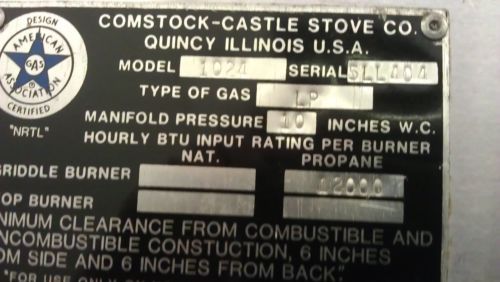 DESIGN
AMERICAN
GAS
ASSOCIATION
CERTIFIED
"NRTL"
COMSTOCK-CASTLE STOVE CO.
QUINCY ILLINOIS U.S.A.
MODEL 1024 SERIAL SLL404
TYPE OF GAS LP
MANIFOLD PRESSURE 10 INCHES W.C.
HOURLY BTU INPUT RATING PER BURNER
NAT. PROPANE
GRIDDLE BURNER 12000
OP BURNER
NIMUM CLEARANCE FROM COMBUSTIBLE AND
NCOMBUSTIBLE CONSTUCTION, 6 INCHES
OM SIDE AND 6 INCHES FROM BACK."
"FOR USE ONLY